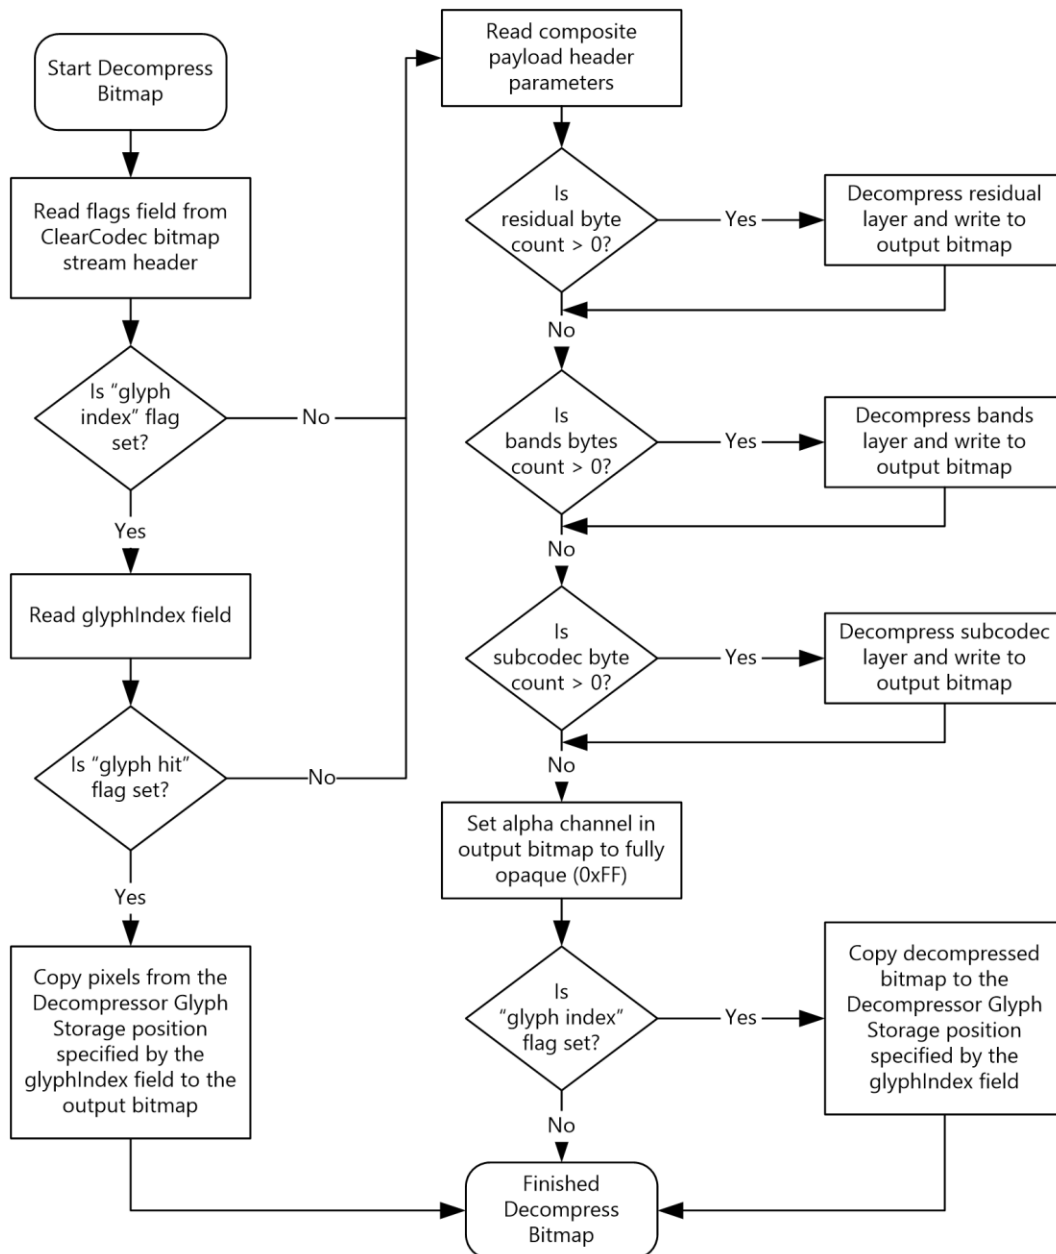 Start Decompress
Bitmap
Read flags field from
ClearCodec bitmap
stream header
Is “glyph
index” flag
set?
No
Yes
Read glyphIndex field
Is “glyph hit”
flag set?
No
Yes
Copy pixels from the
Decompressor Glyph
Storage position
specified by the
glyphIndex field to the
output bitmap
Read composite
payload header
parameters
Is
residual byte
count > 0?
Yes
Decompress residual
layer and write to
output bitmap
No
Is
bands bytes
count > 0?
Yes
Decompress bands
layer and write to
output bitmap
No
Is
subcodec byte
count > 0?
Yes
Decompress subcodec
layer and write to
output bitmap
No
Set alpha channel in
output bitmap to fully
opaque (0xFF)
Is
“glyph index”
flag set?
Yes
Copy decompressed
bitmap to the
Decompressor Glyph
Storage position
specified by the
glyphIndex field
No
Finished
Decompress
Bitmap